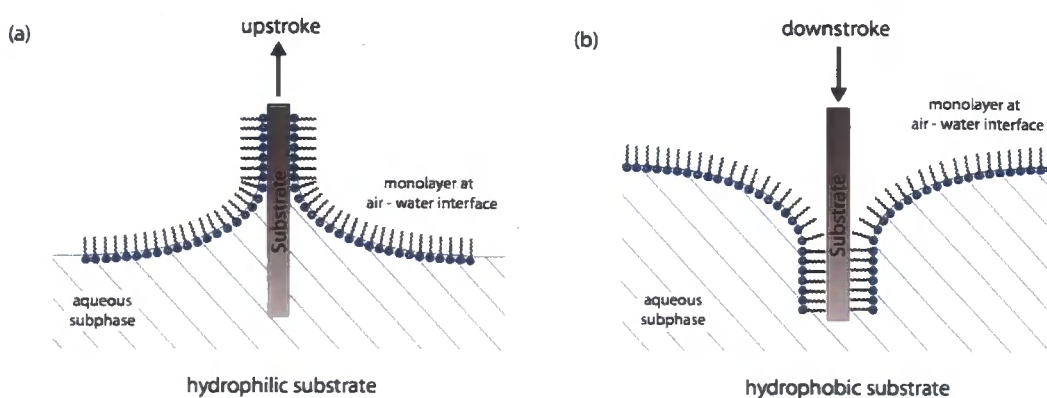 (a)
upstroke
Substrate
monolayer at
air - water interface
aqueous
subphase
hydrophilic substrate
(b)
downstroke
monolayer at
air - water interface
Substrate
aqueous
subphase
hydrophobic substrate